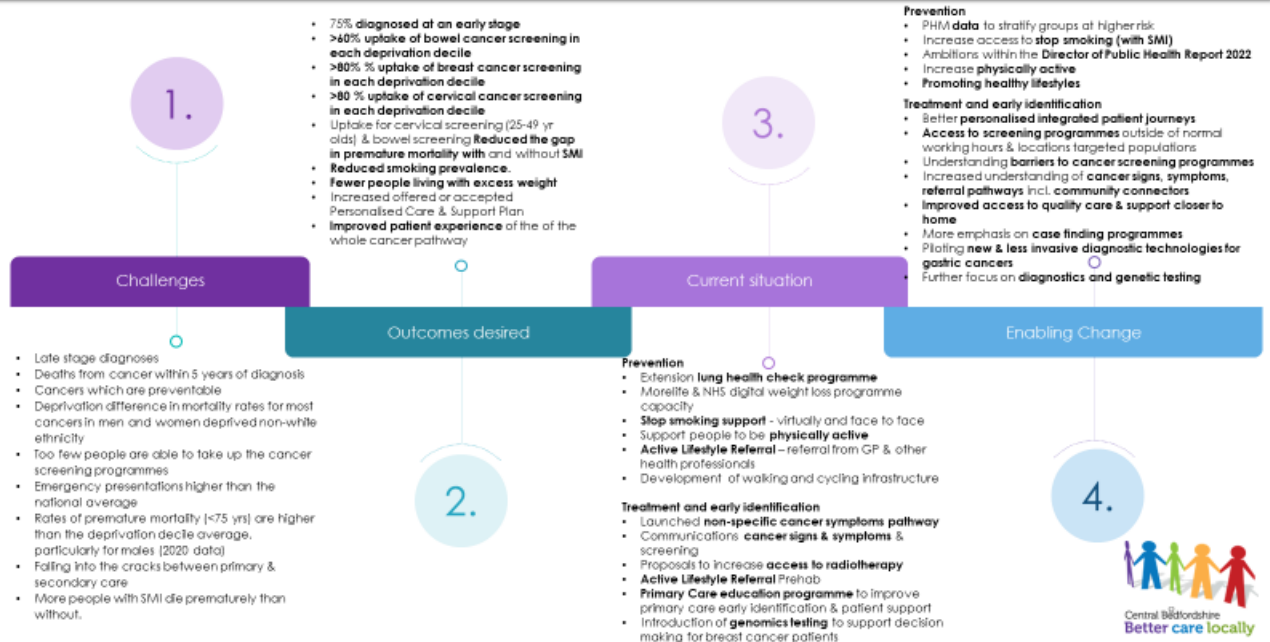 1.
Challenges
Late stage diagnoses
Deaths from cancer within 5 years of diagnosis
Cancers which are preventable
Deprivation difference in mortality rates for most
cancers in men and women deprived non-white
ethnicity
Too few people are able to take up the cancer
screening programmes
Emergency presentations higher than the
national average
Rates of premature mortality (<75 yrs) are higher
than the deprivation decile average.
particularly for males (2020 data)
Falling into the cracks between primary &
secondary care
More people with SMI die prematurely than
without.
75% diagnosed at an early stage
>60% uptake of bowel cancer screening in
each deprivation decile
>80% % uptake of breast cancer screening
in each deprivation decile
>80 % uptake of cervical cancer screening
in each deprivation decile
Uptake for cervical screening (25-49 yr
olds) & bowel screening Reduced the gap
in premature mortality with and without SMI
Reduced smoking prevalence.
Fewer people living with excess weight
Increased offered or accepted
Personalised Care & Support Plan
Improved patient experience of the of the
whole cancer pathway
Outcomes desired
2.
3.
Current situation
Prevention
Extension lung health check programme
Morelife & NHS digital weight loss programme
capacity
Stop smoking support - virtually and face to face
Support people to be physically active
Active Lifestyle Referral – referral from GP & other
health professionals
Development of walking and cycling infrastructure
Treatment and early identification
Launched non-specific cancer symptoms pathway
Communications cancer signs & symptoms &
screening
Proposals to increase access to radiotherapy
Active Lifestyle Referral Prehab
Primary Care education programme to improve
primary care early identification & patient support
Introduction of genomics testing to support decision
making for breast cancer patients
Prevention
PHM data to stratify groups at higher risk
Increase access to stop smoking (with SMI)
Ambitions within the Director of Public Health Report 2022
Increase physically active
Promoting healthy lifestyles
Treatment and early identification
Better personalised integrated patient journeys
Access to screening programmes outside of normal
working hours & locations targeted populations
Understanding barriers to cancer screening programmes
Increased understanding of cancer signs, symptoms,
referral pathways incl. community connectors
Improved access to quality care & support closer to
home
More emphasis on case finding programmes
Piloting new & less invasive diagnostic technologies for
gastric cancers
Further focus on diagnostics and genetic testing
Enabling Change
4.
Central Bedfordshire
Better care locally